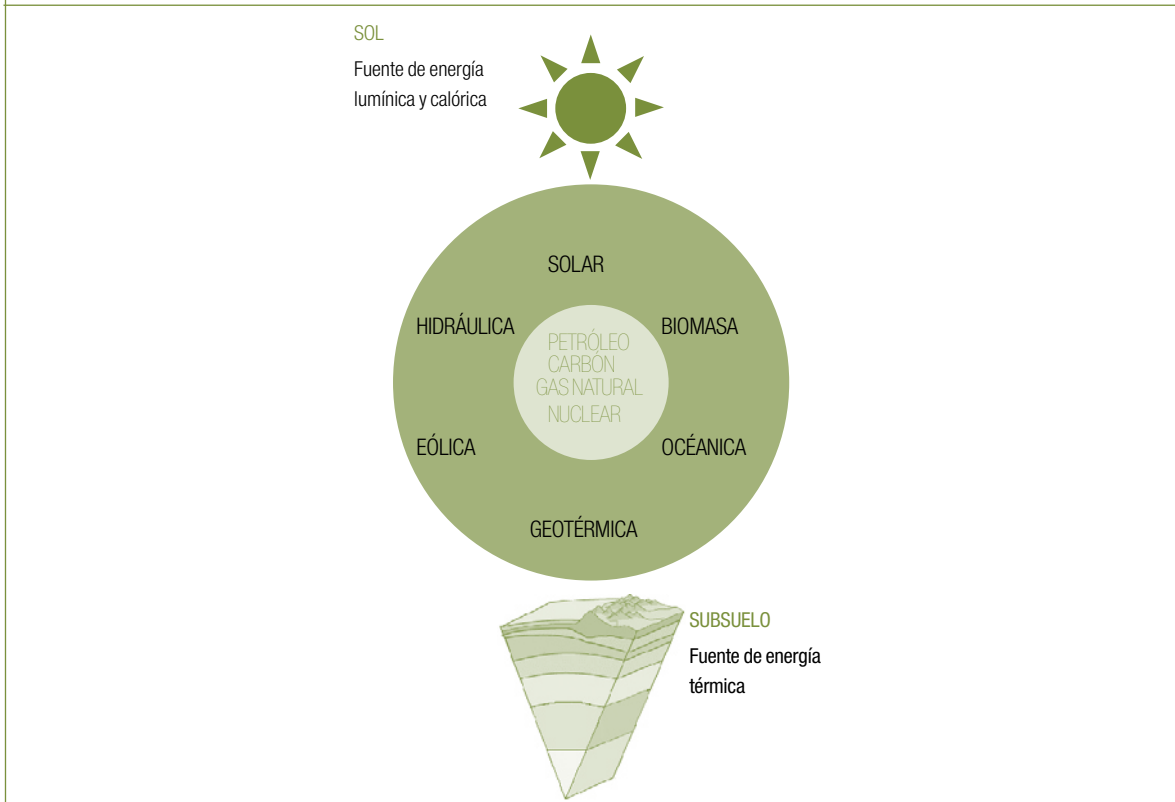 SOL
Fuente de energía
lumínica y calórica
SOLAR
HIDRÁULICA
BIOMASA
PETRÓLEO
CARBÓN
GAS NATURAL
NUCLEAR
EÓLICA
OCÉANICA
GEOTÉRMICA
SUBSUELO
Fuente de energía
térmica